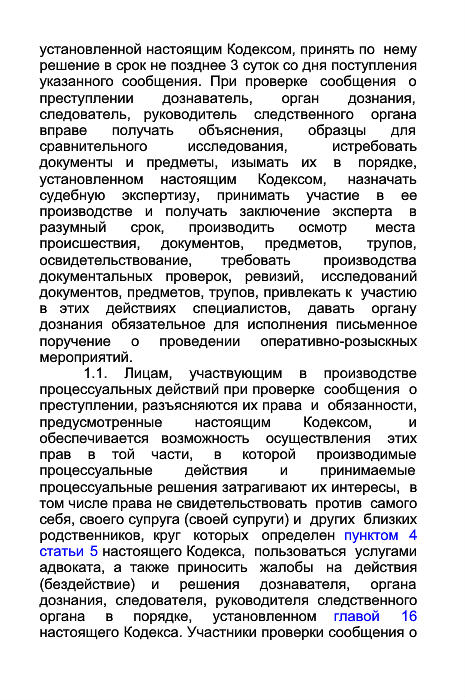 установленной настоящим Кодексом, принять по нему
решение в срок не позднее 3 суток со дня поступления
указанного сообщения. При проверке сообщения о
преступлении дознаватель, орган дознания,
следователь, руководитель следственного органа
вправе получать объяснения, образцы для
сравнительного исследования, истребовать
документы и предметы, изымать их в порядке,
установленном настоящим Кодексом, назначать
судебную экспертизу, принимать участие в ее
производстве и получать заключение эксперта в
разумный срок, производить осмотр места
происшествия, документов, предметов, трупов,
освидетельствование, требовать производства
документальных проверок, ревизий, исследований
документов, предметов, трупов, привлекать к участию
в этих действиях специалистов, давать органу
дознания обязательное для исполнения письменное
поручение о проведении оперативно-розыскных
мероприятий.
1.1. Лицам, участвующим в производстве
процессуальных действий при проверке сообщения о
преступлении, разъясняются их права и обязанности,
предусмотренные настоящим Кодексом, и
обеспечивается возможность осуществления этих
прав в той части, в которой производимые
процессуальные действия и принимаемые
процессуальные решения затрагивают их интересы, в
том числе права не свидетельствовать против самого
себя, своего супруга (своей супруги) и других близких
родственников, круг которых определен пунктом 4
статьи 5 настоящего Кодекса, пользоваться услугами
адвоката, а также приносить жалобы на действия
(бездействие) и решения дознавателя, органа
дознания, следователя, руководителя следственного
органа в порядке, установленном главой 16
настоящего Кодекса. Участники проверки сообщения о